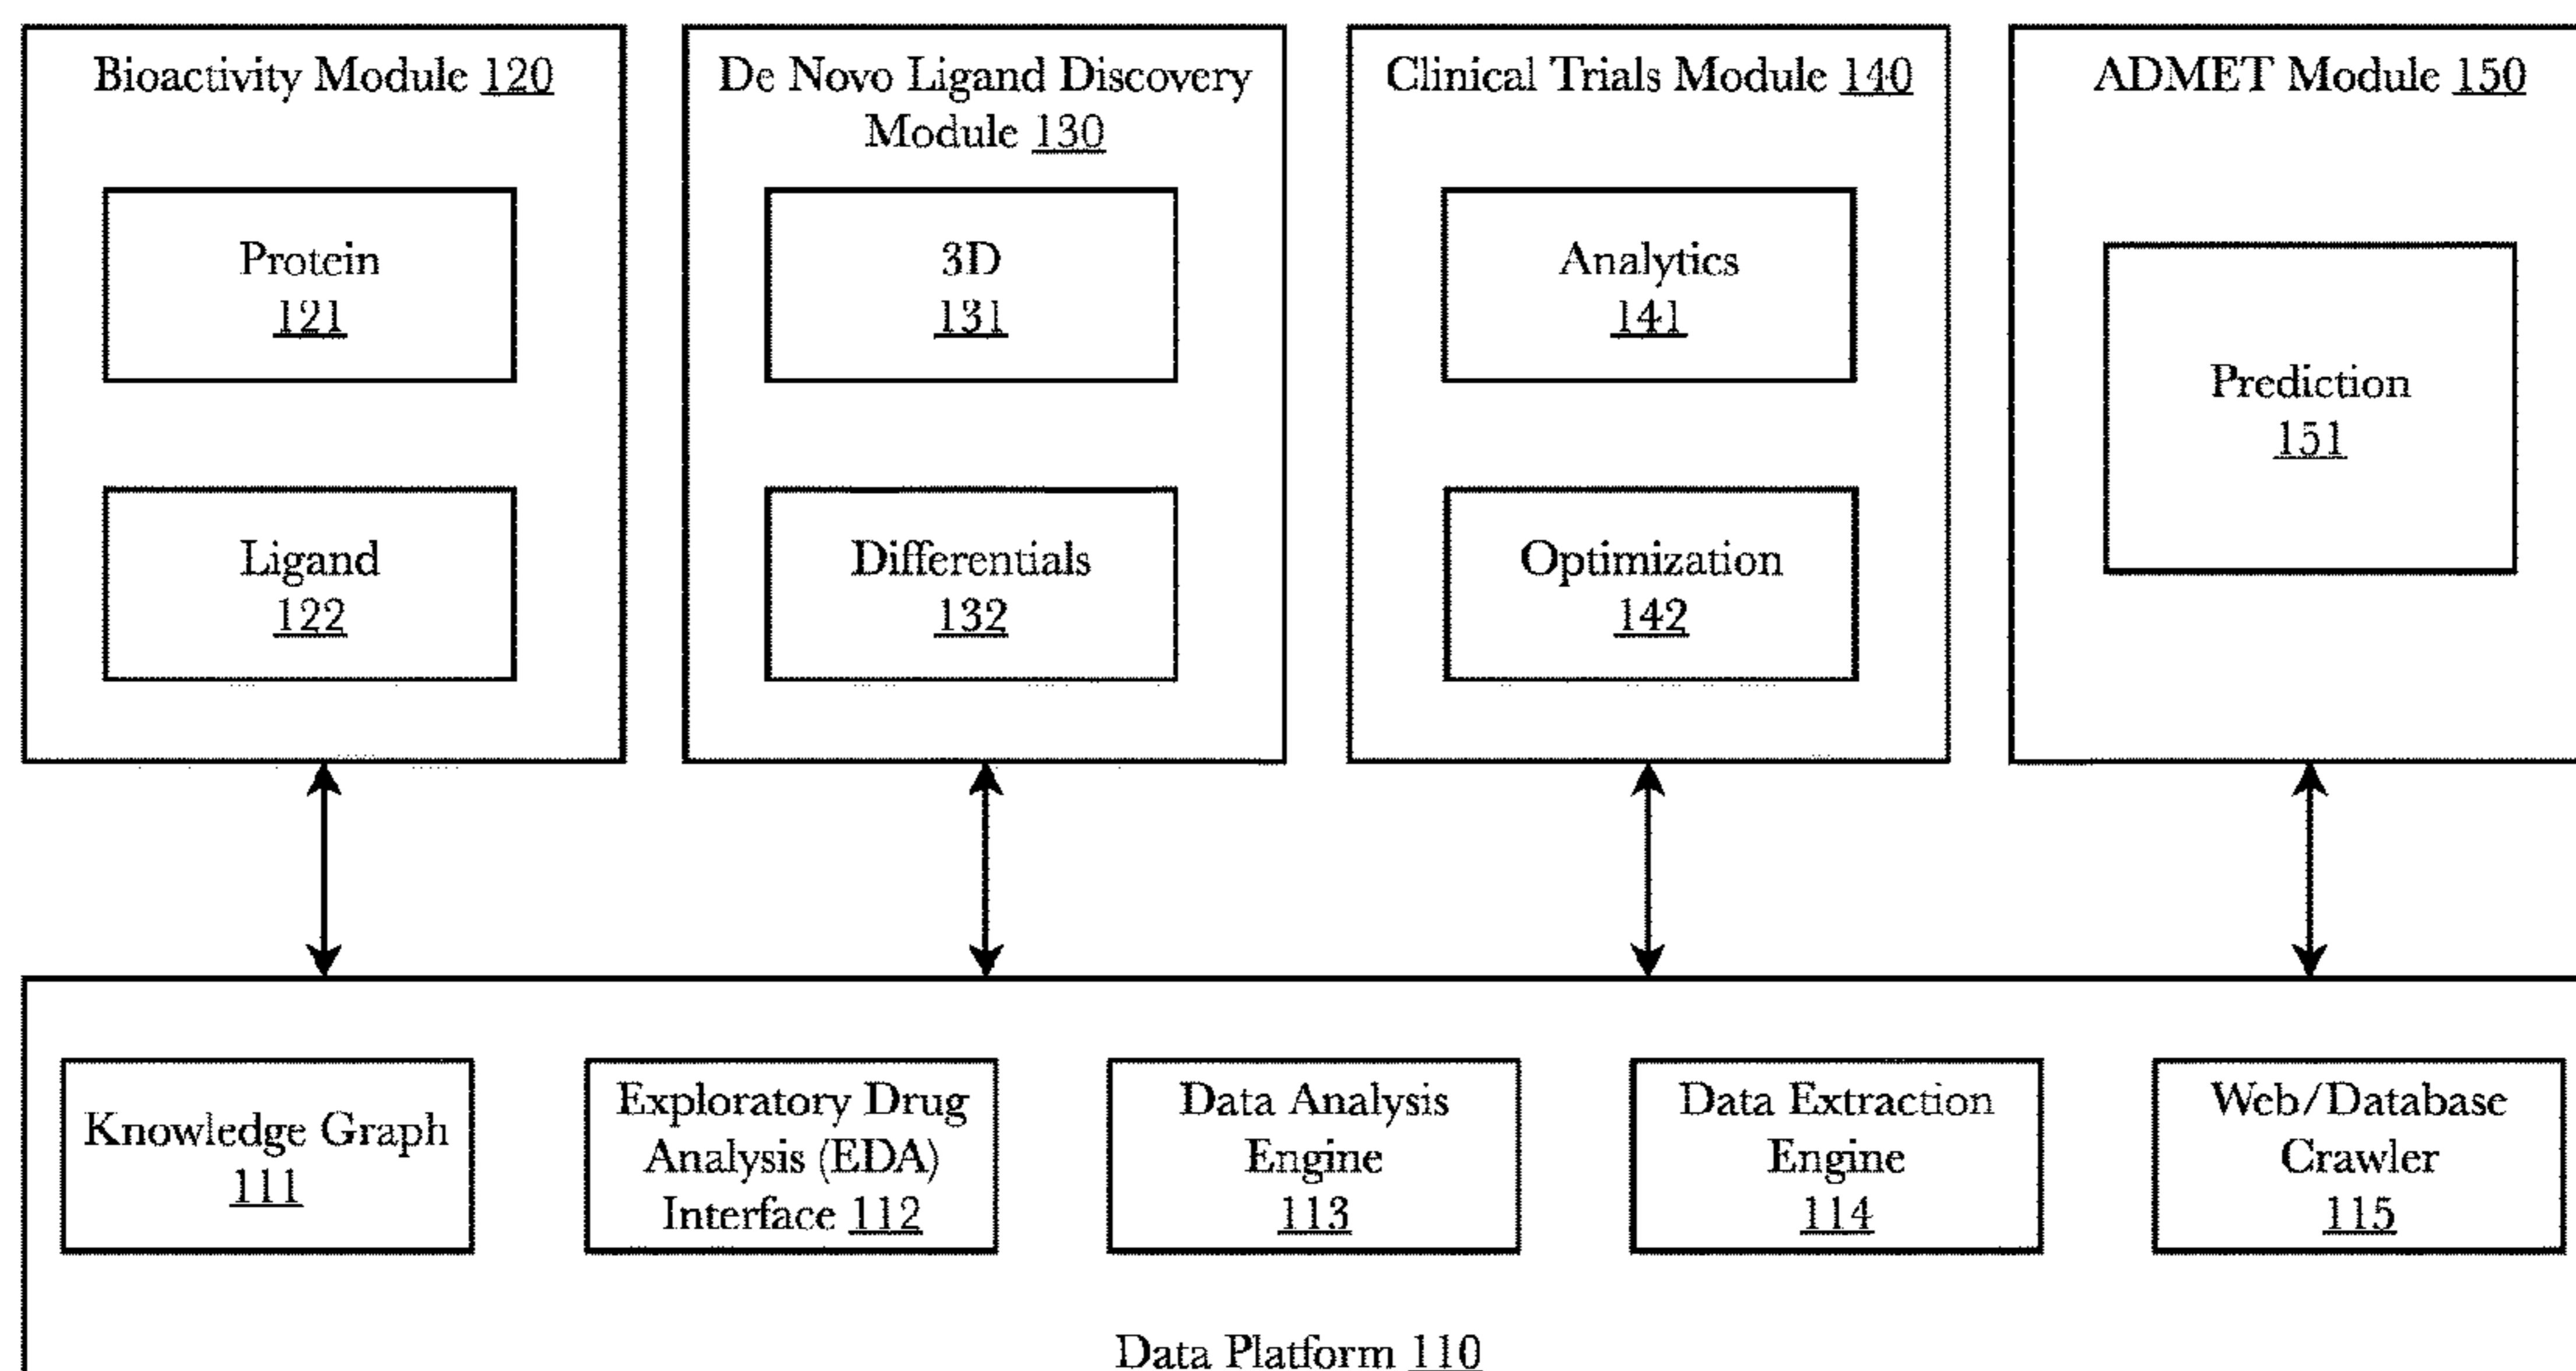 Bioactivity Module 120
Protein
121
Ligand
122
De Novo Ligand Discovery
Module 130
3D
131
Differentials
132
Clinical Trials Module 140
Analytics
141
Optimization
142
ADMET Module 150
Prediction
151
Knowledge Graph
111
Exploratory Drug
Analysis (EDA)
Interface 112
Data Analysis
Engine
113
Data Extraction
Engine
114
Web/Database
Crawler
115
Data Platform 110